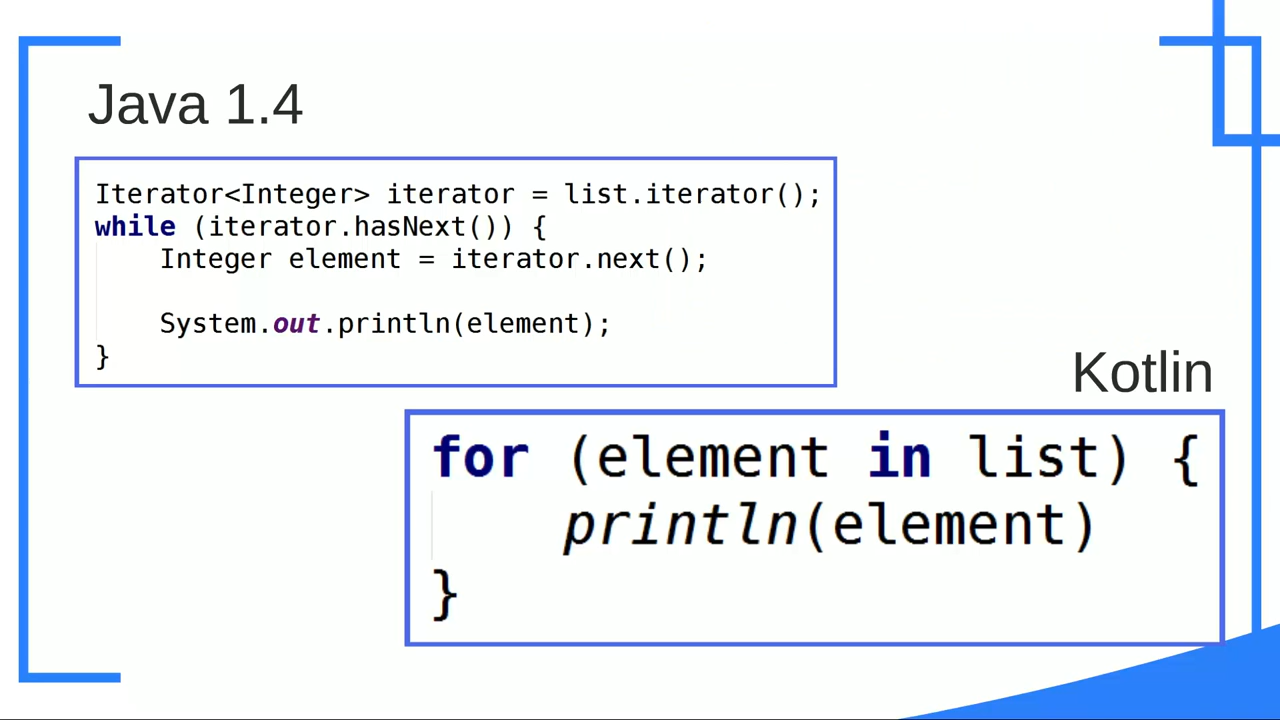 Java 1.4
Iterator<Integer> iterator = list.iterator();
while (iterator.hasNext()) {
    Integer element = iterator.next();
    System.out.println(element);
}
Kotlin
for (element in list) {
    println(element)
}